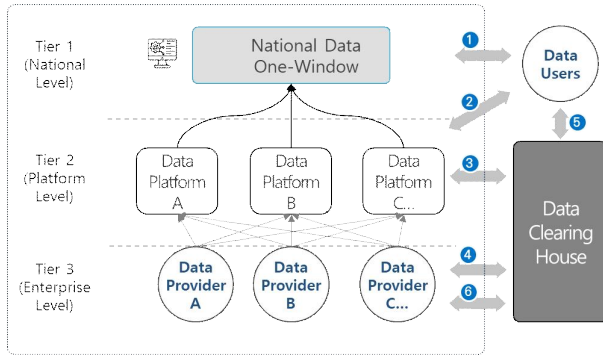 Tier 1
(National
Level)
National Data
One-Window
1
Data
Users
2
5
Tier 2
(Platform
Level)
Data
Platform
A
Data
Platform
B
Data
Platform
C...
3
Data
Clearing
House
Tier 3
(Enterprise
Level)
Data
Provider
A
Data
Provider
B
Data
Provider
C...
4
6